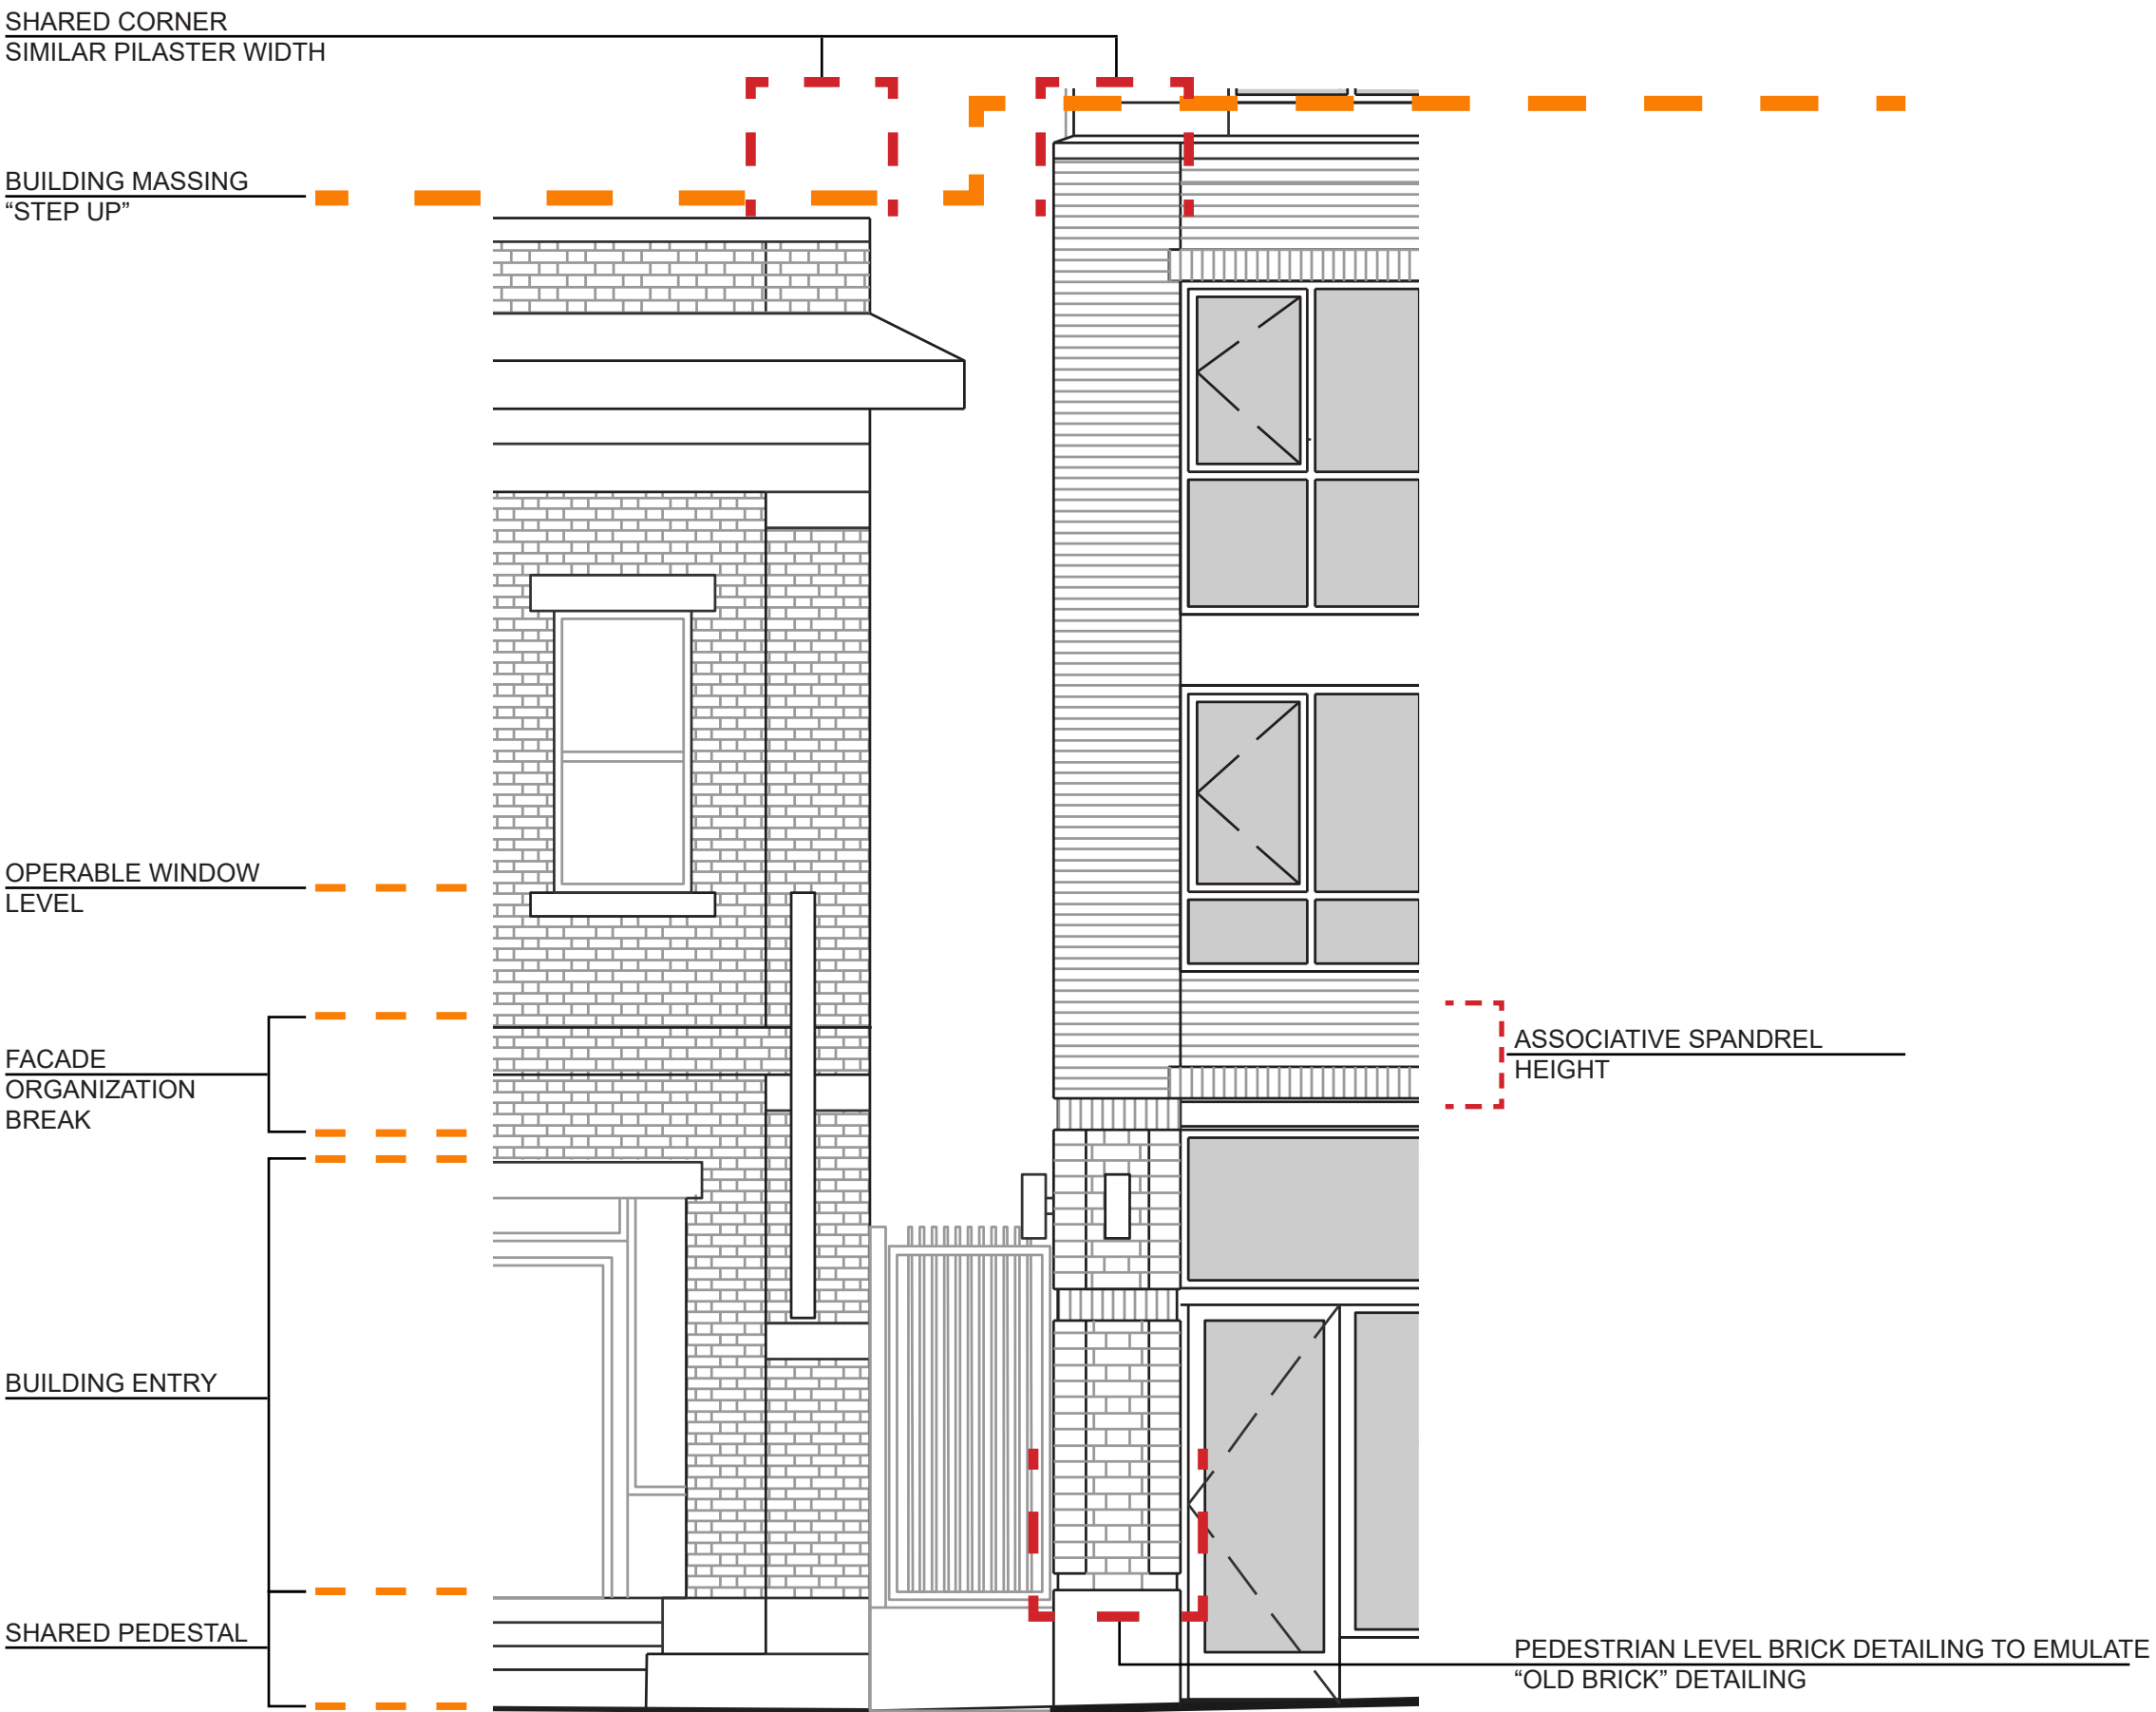 SHARED CORNER
SIMILAR PILASTER WIDTH
BUILDING MASSING
“STEP UP”
OPERABLE WINDOW
LEVEL
FACADE
ORGANIZATION
BREAK
ASSOCIATIVE SPANDREL
HEIGHT
BUILDING ENTRY
SHARED PEDESTAL
PEDESTRIAN LEVEL BRICK DETAILING TO EMULATE
“OLD BRICK” DETAILING